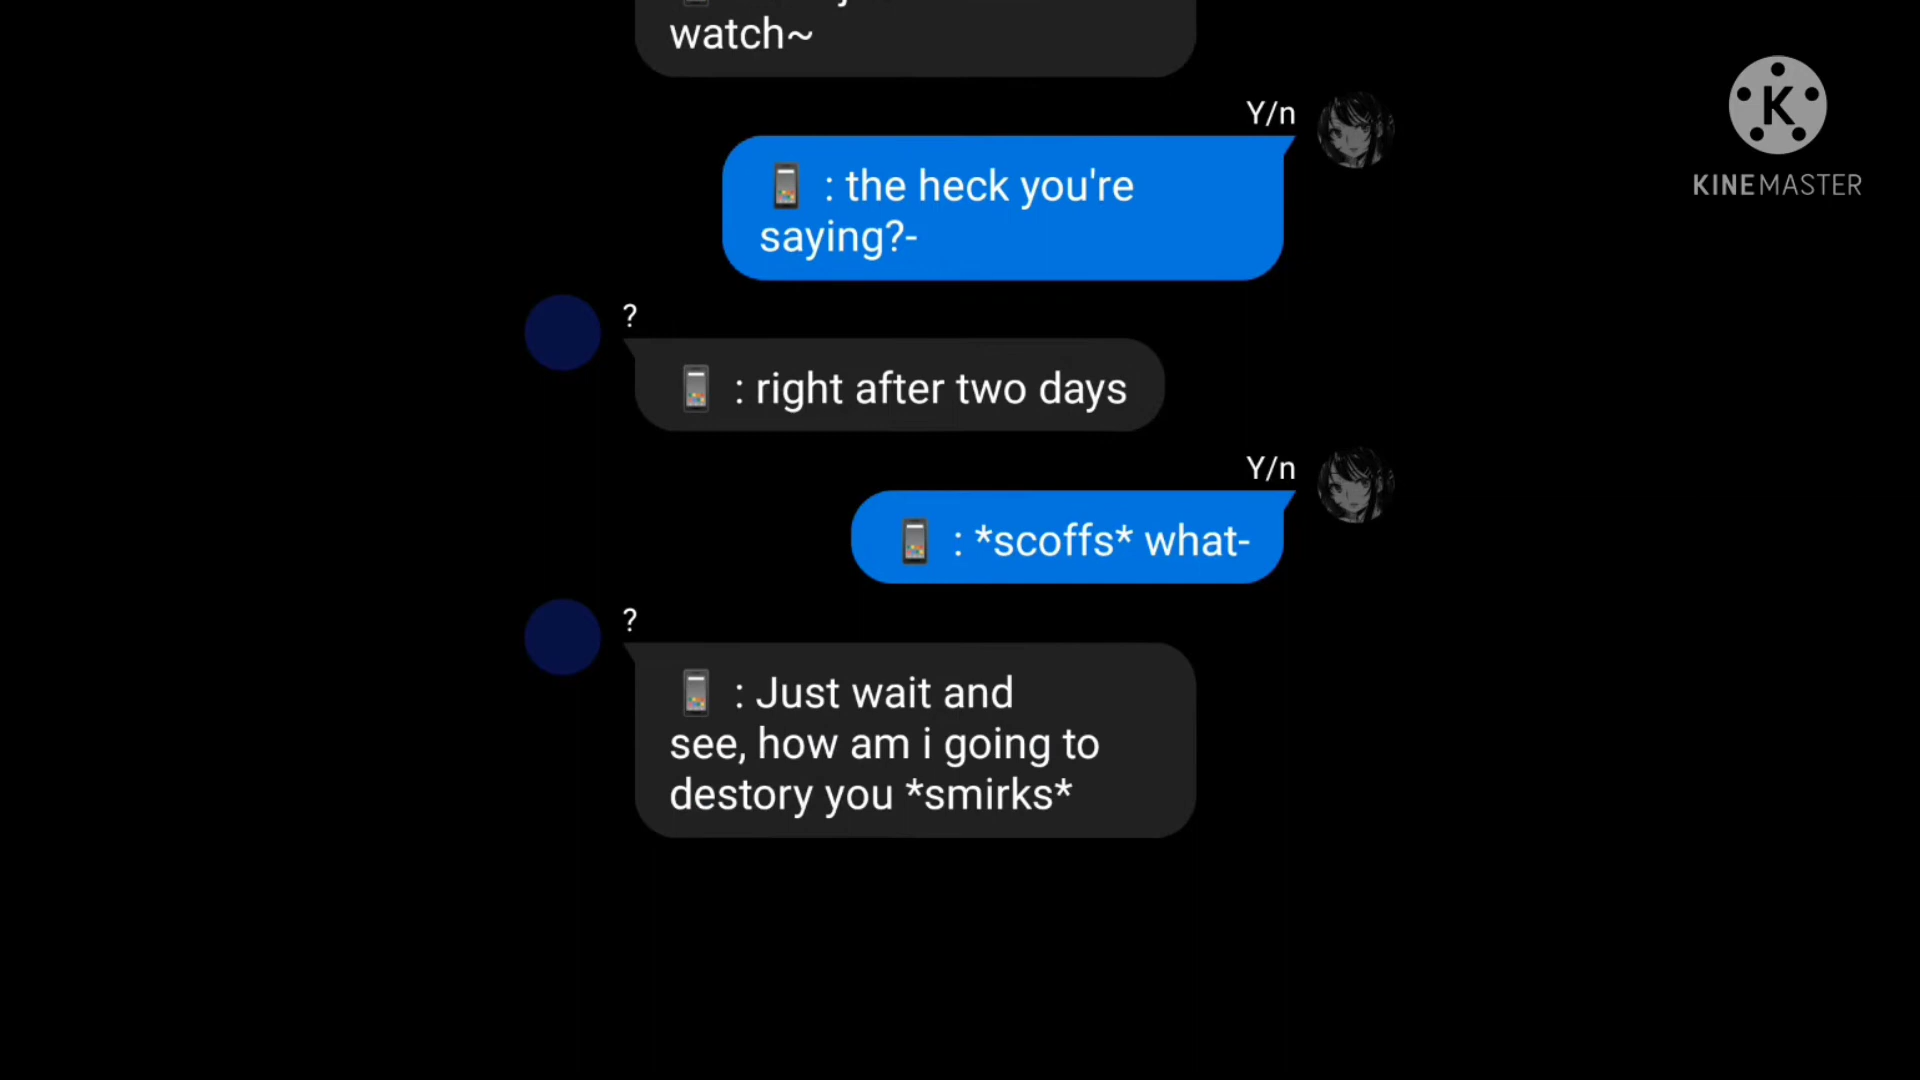 watch~
Y/n
📱 : the heck you're
saying?-
?
📱 : right after two days
Y/n
📱 : *scoffs* what-
?
📱 : Just wait and
see, how am i going to
destory you *smirks*
K
KINEMASTER